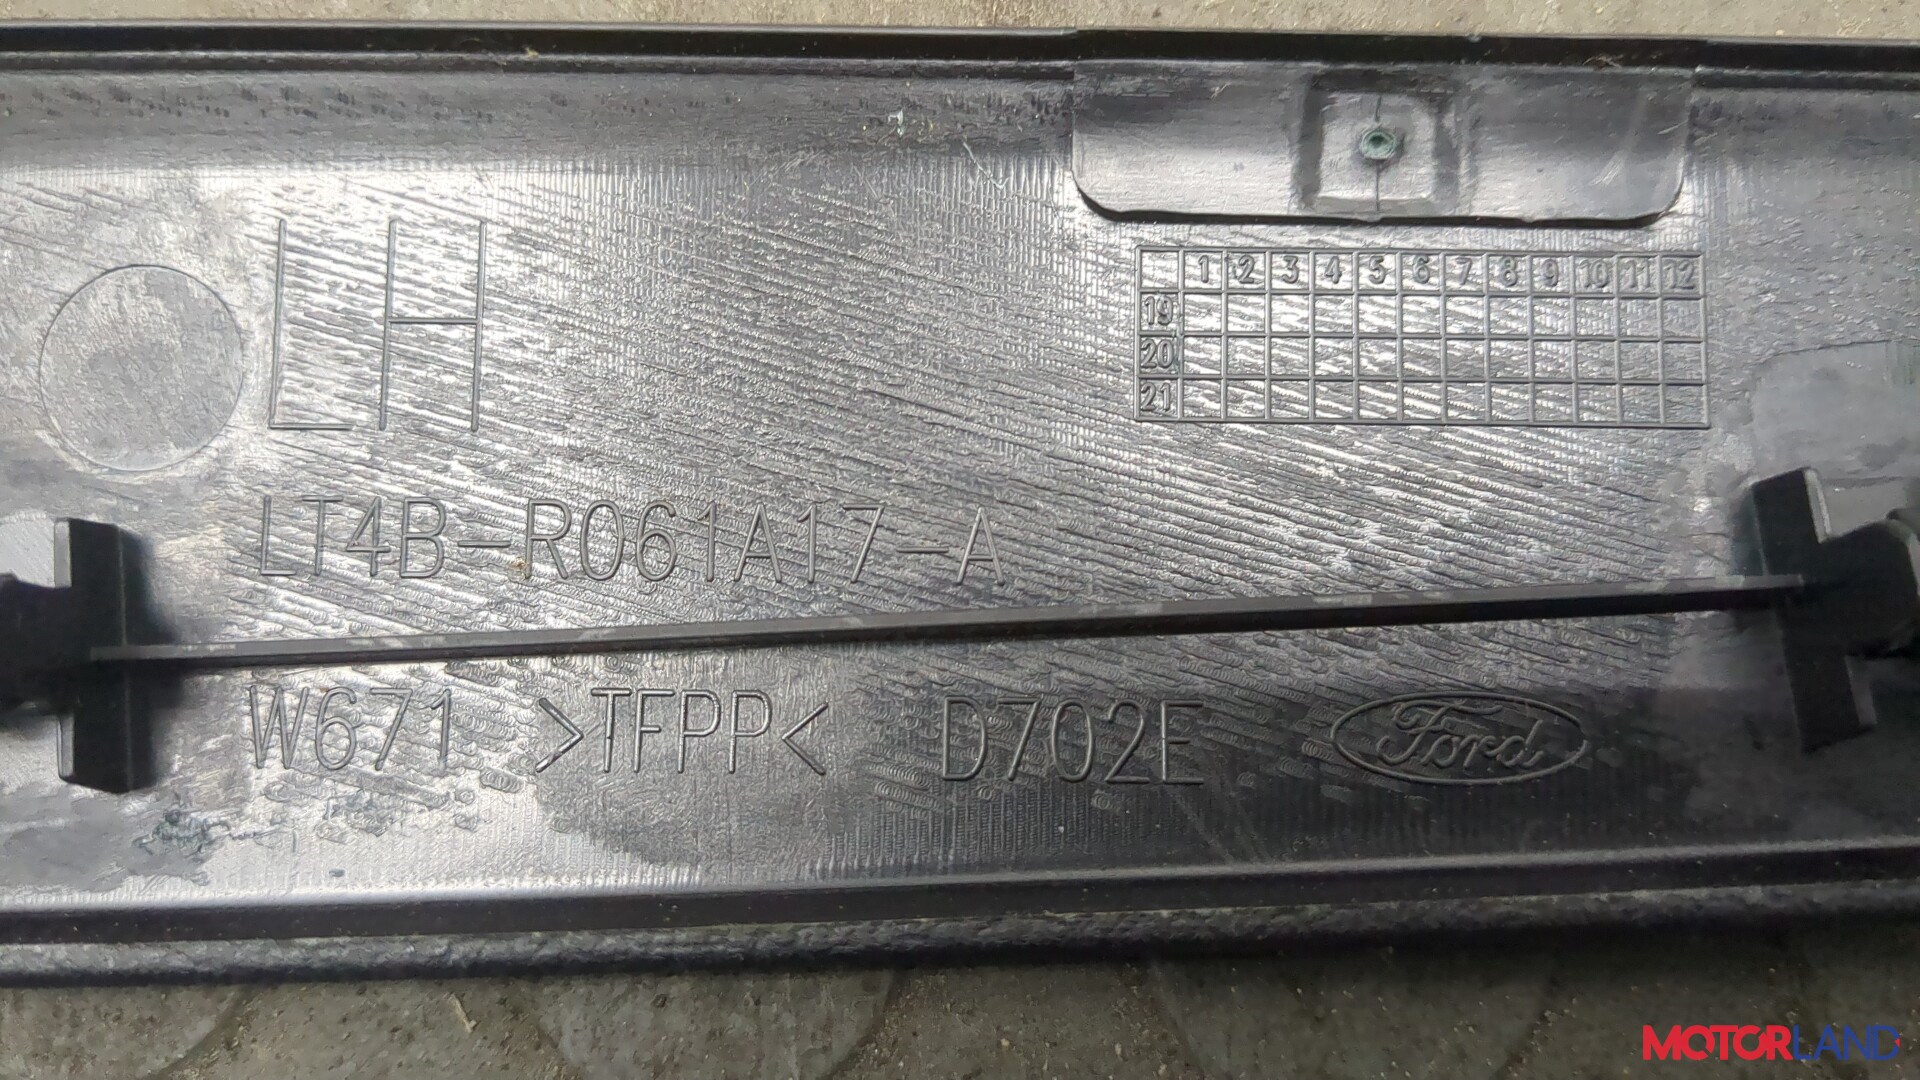 LH
1 2 3 4 5 6 7 8 9 10 11 12
19
20
21
LT4B-R061A17-A
W671 >TFPP< D702E Ford
MOTORLAND